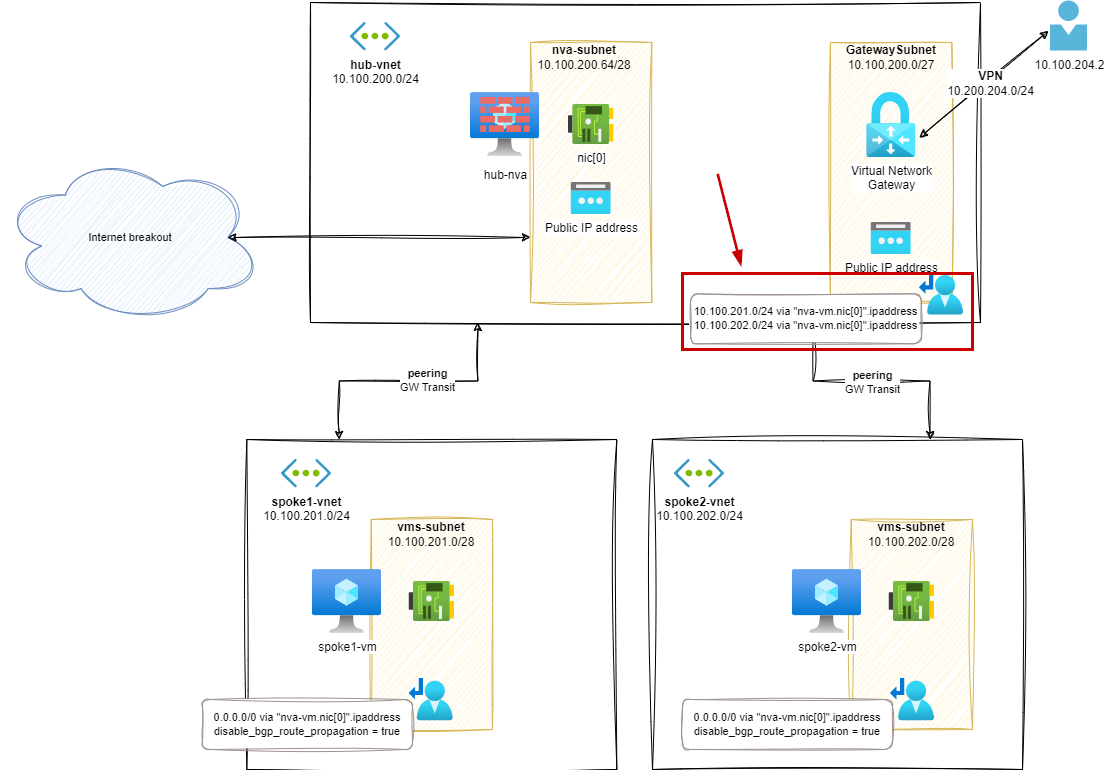 hub-vnet
10.100.200.0/24
nva-subnet
10.100.200.64/28
hub-nva
nic[0]
Public IP address
GatewaySubnet
10.100.200.0/27
Virtual Network
Gateway
Public IP address
VPN
10.200.204.0/24
10.100.204.2
Internet breakout
10.100.201.0/24 via "nva-vm.nic[0]".ipaddress
10.100.202.0/24 via "nva-vm.nic[0]".ipaddress
peering
GW Transit
peering
GW Transit
spoke1-vnet
10.100.201.0/24
vms-subnet
10.100.201.0/28
spoke1-vm
0.0.0.0/0 via "nva-vm.nic[0]".ipaddress
disable_bgp_route_propagation = true
spoke2-vnet
10.100.202.0/24
vms-subnet
10.100.202.0/28
spoke2-vm
0.0.0.0/0 via "nva-vm.nic[0]".ipaddress
disable_bgp_route_propagation = true